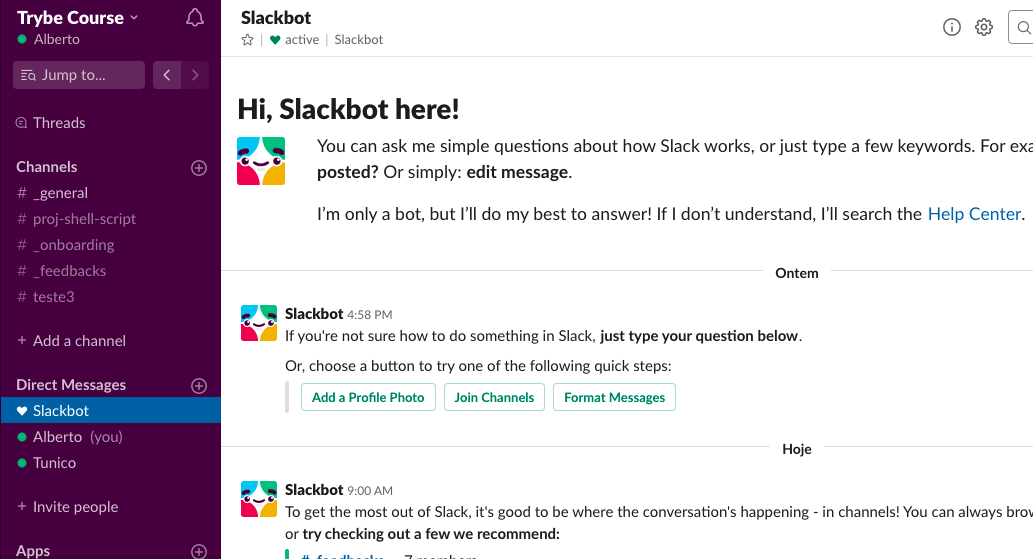 Trybe Course
Alberto
Jump to...
Threads
Channels
# _general
# proj-shell-script
# _onboarding
# _feedbacks
# teste3
+ Add a channel
Direct Messages
Slackbot
Alberto (you)
Tunico
+ Invite people
Apps
Slackbot
active | Slackbot
Hi, Slackbot here!
You can ask me simple questions about how Slack works, or just type a few keywords. For exa
posted? Or simply: edit message.
I'm only a bot, but I'll do my best to answer! If I don't understand, I'll search the Help Center.
Ontem
Slackbot 4:58 PM
If you're not sure how to do something in Slack, just type your question below.
Or, choose a button to try one of the following quick steps:
Add a Profile Photo Join Channels Format Messages
Hoje
Slackbot 9:00 AM
To get the most out of Slack, it's good to be where the conversation's happening - in channels! You can always brow
or try checking out a few we recommend:
# _feedbacks 7 members